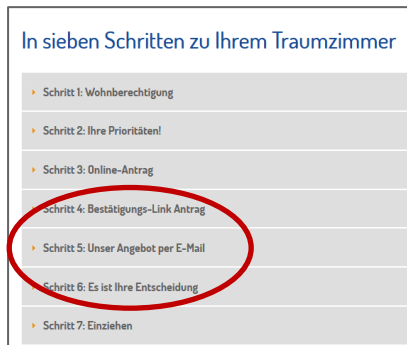 In sieben Schritten zu Ihrem Traumzimmer
Schritt 1: Wohnberechtigung
Schritt 2: Ihre Prioritäten!
Schritt 3: Online-Antrag
Schritt 4: Bestätigungs-Link Antrag
Schritt 5: Unser Angebot per E-Mail
Schritt 6: Es ist Ihre Entscheidung
Schritt 7: Einziehen